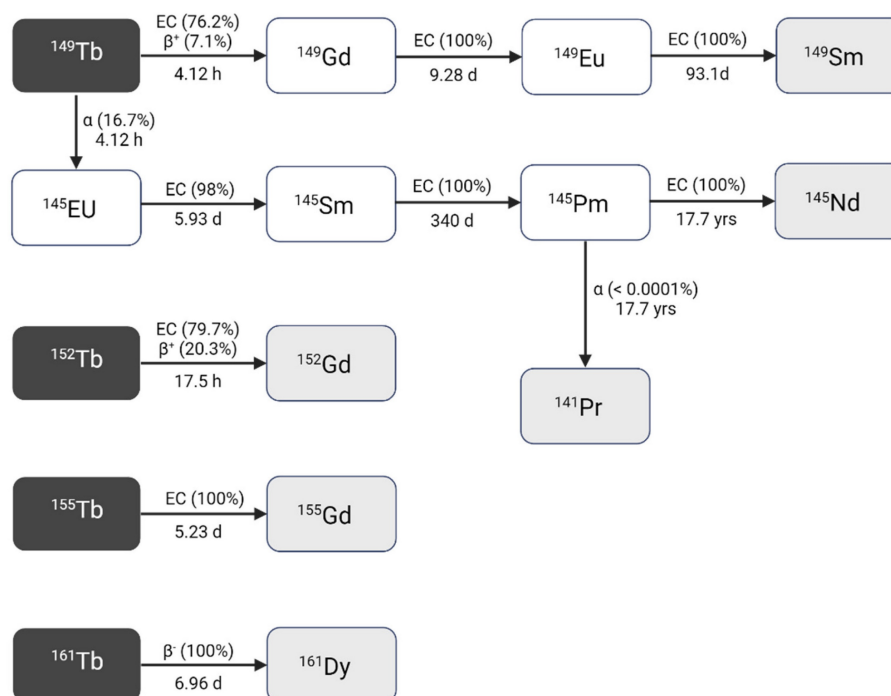 EC (76.2%)
β⁺ (7.1%)
4.12 h
EC (100%)
9.28 d
EC (100%)
93.1d
¹⁴⁹Tb
¹⁴⁹Gd
¹⁴⁹Eu
¹⁴⁹Sm
α (16.7%)
4.12 h
EC (98%)
5.93 d
EC (100%)
340 d
EC (100%)
17.7 yrs
¹⁴⁵EU
¹⁴⁵Sm
¹⁴⁵Pm
¹⁴⁵Nd
α (< 0.0001%)
17.7 yrs
¹⁴¹Pr
EC (79.7%)
β⁺ (20.3%)
17.5 h
¹⁵²Tb
¹⁵²Gd
EC (100%)
5.23 d
¹⁵⁵Tb
¹⁵⁵Gd
β⁻ (100%)
6.96 d
¹⁶¹Tb
¹⁶¹Dy